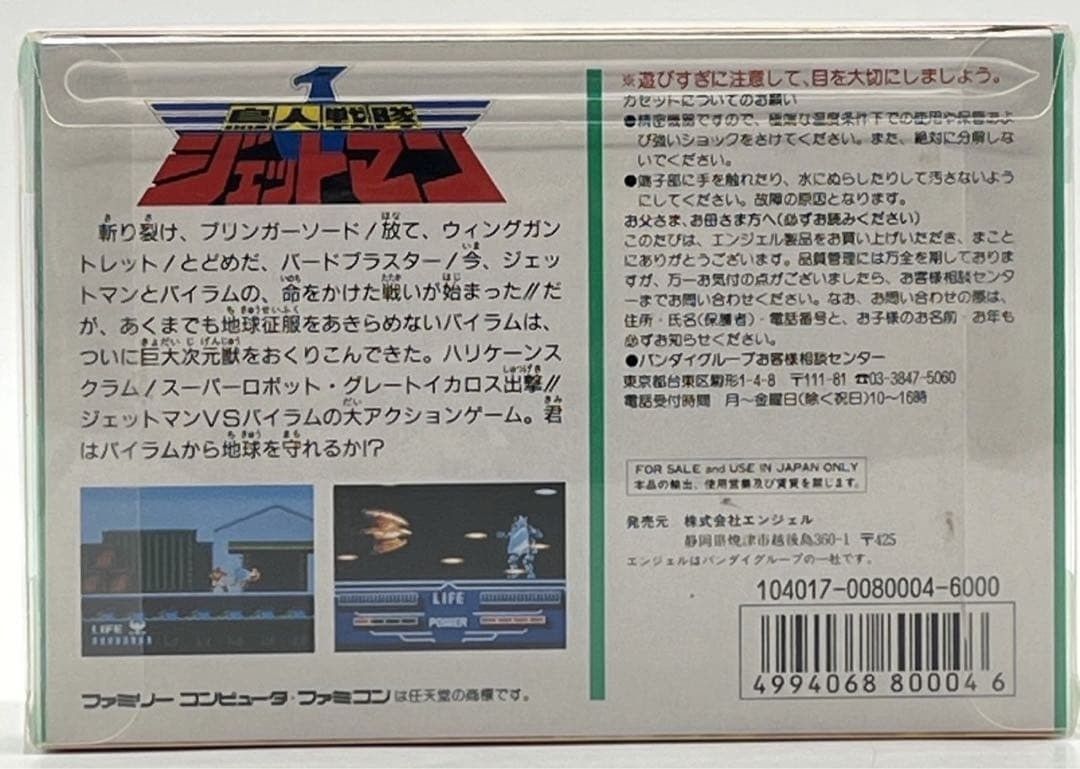 鳥人戦隊
ジェットマン
斬り裂け、ブリンガーソード!放て、ウィングガン
トレット!とどめだ、バードブラスター!今、ジェッ
トマンとバイラムの、命をかけた戦いが始まった!!だ
が、あくまでも地球征服をあきらめないバイラムは、
ついに巨大次元獣をおくりこんできた。ハリケーンス
クラム!スーパーロボット・グレートイカロス出撃!!
ジェットマンVSバイラムの大アクションゲーム。君
はバイラムから地球を守れるか!?
LIFE
LIFE
POWER
ファミリーコンピュータ・ファミコンは任天堂の商標です。
※遊びすぎに注意して、目を大切にしましょう。
カセットについてのお願い
●精密機器ですので、極度な温度条件下での使用や保管およ
び強いショックをさけてください。また、絶対に分解しな
いでください。
●端子部に手を触れたり、水にぬらしたりして汚さないように
にしてください。故障の原因となります。
お父さま、お母さま方へ(必ずお読みください)
このたびは、エンジェル製品をお買い上げいただき、まこと
にありがとうございます。品質管理には万全を期しておりま
すが、万一お気付の点がございましたら、お客様相談センタ
ーまでお問い合わせください。なお、お問い合わせの際は、
住所・氏名(保護者)・電話番号と、お子様のお名前・お年も
必ずお知らせください。
●バンダイグループお客様相談センター
東京都台東区駒形1-4-8 〒111-81 ☎03-3847-5060
電話受付時間 月〜金曜日(除く祝日)10〜16時
FOR SALE and USE IN JAPAN ONLY
本品の輸出、使用営業及び賃貸を禁じます。
発売元 株式会社エンジェル
静岡県焼津市越後島360-1 〒425
エンジェルはバンダイグループの一社です。
104017-0080004-6000
4994068800046